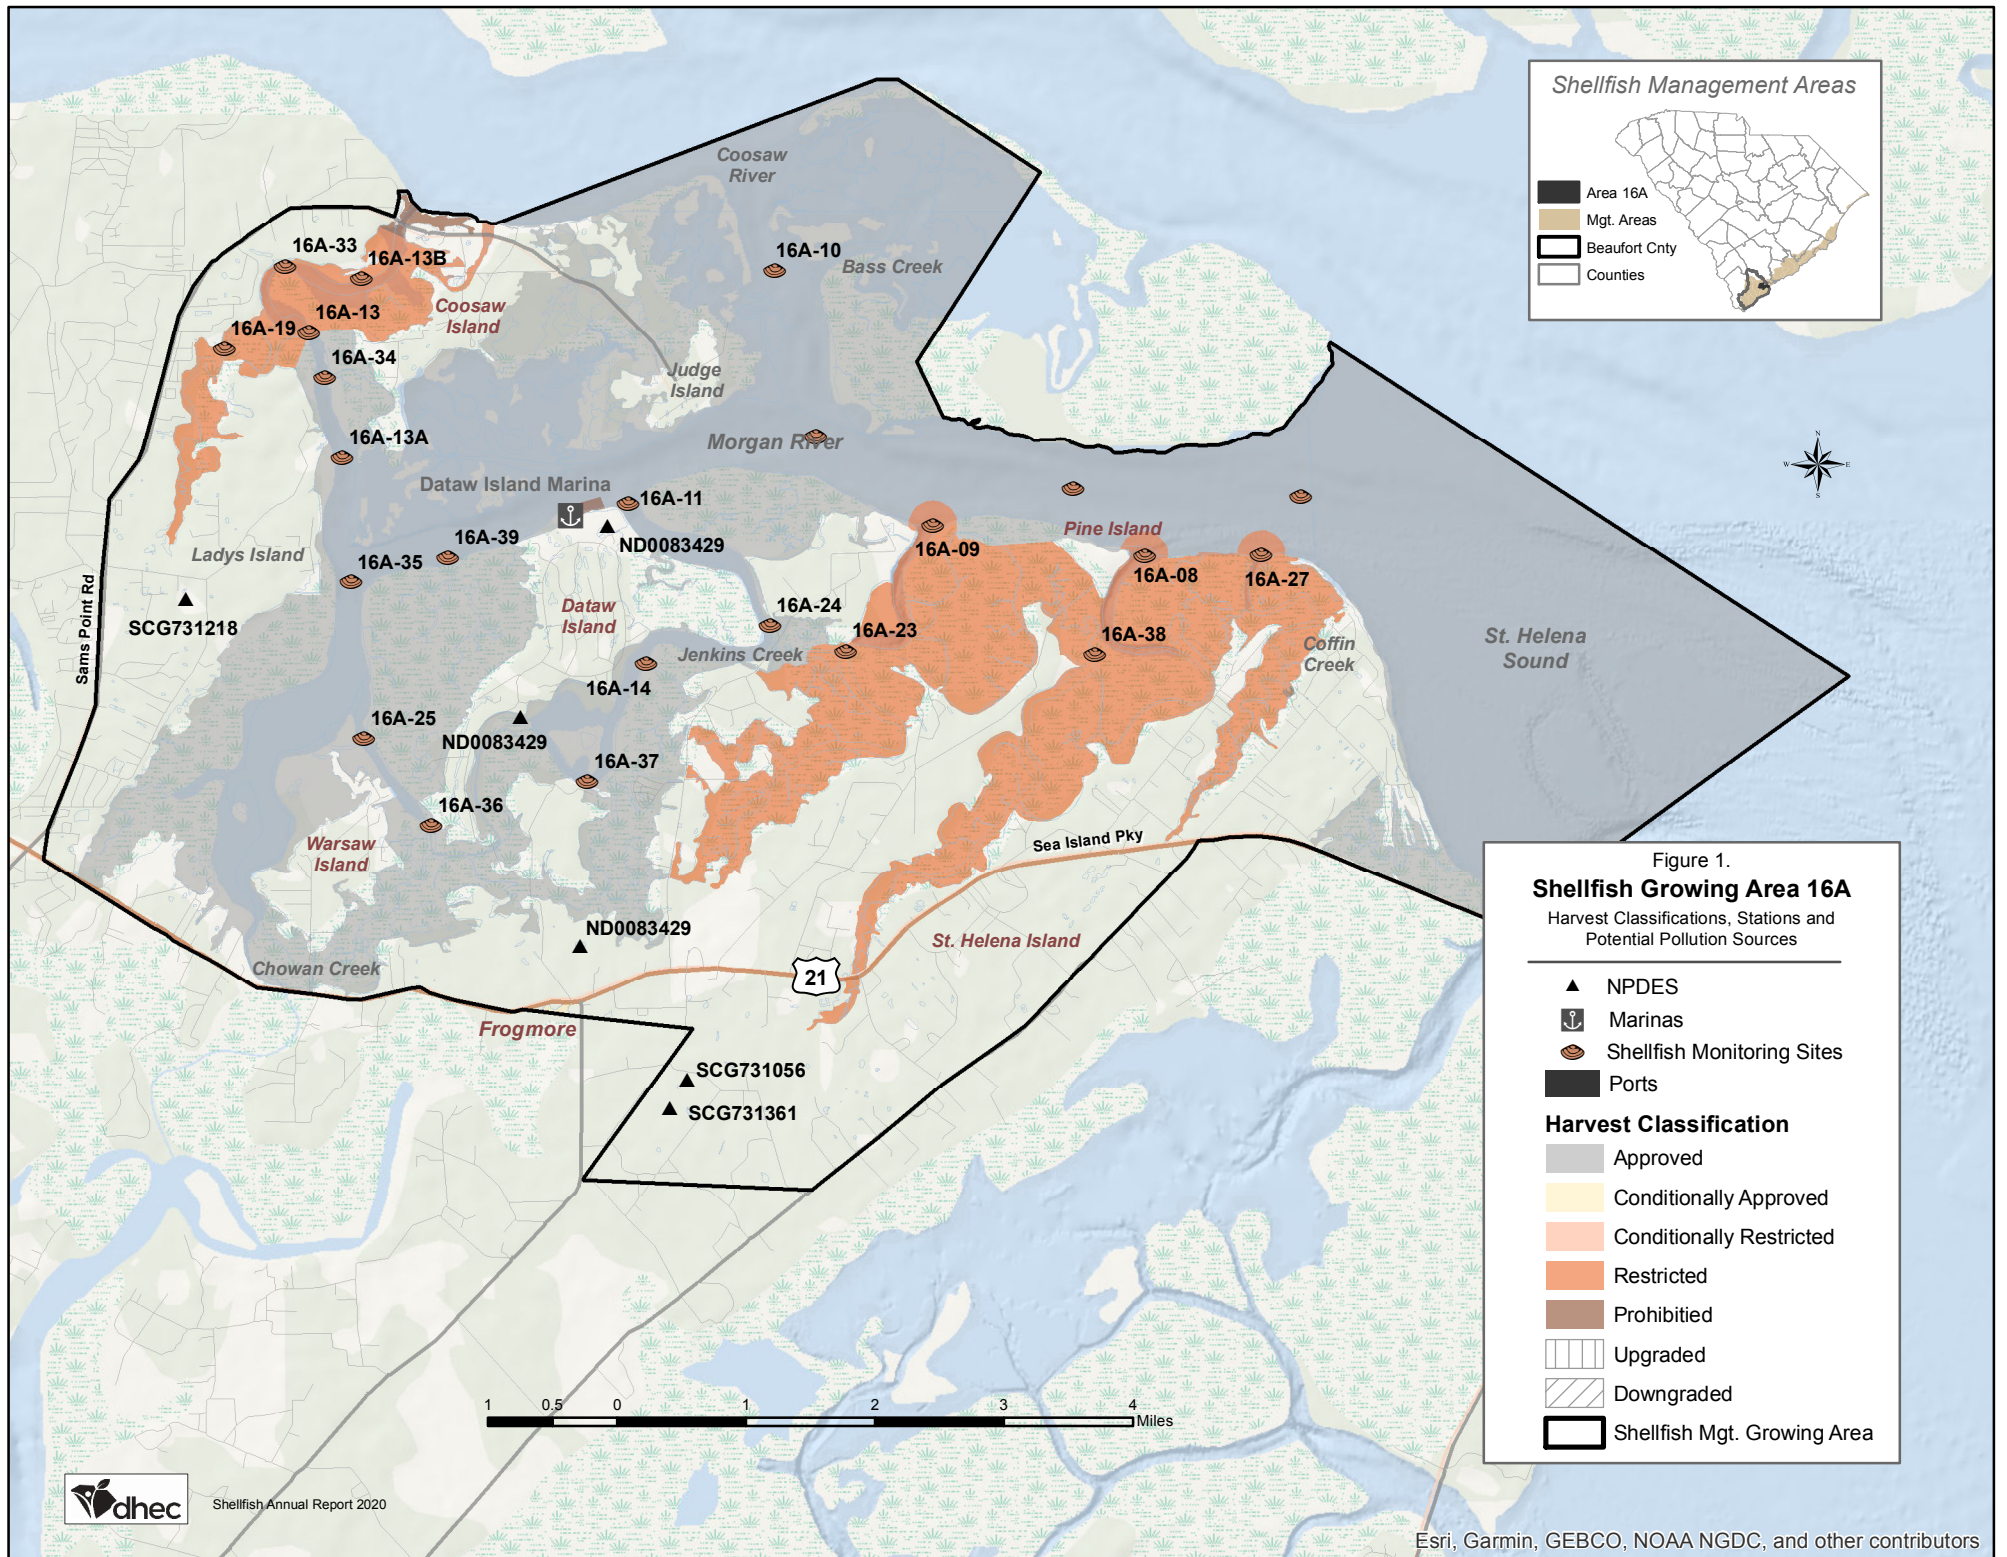 Shellfish Management Areas
Area 16A
Mgt. Areas
Beaufort Cnty
Counties
Coosaw
River
16A-33
16A-13B
16A-10
Bass Creek
Coosaw
Island
16A-13
16A-19
16A-34
Judge
Island
16A-13A
Morgan River
N
W
E
S
Dataw Island Marina
16A-11
ND0083429
Ladys Island
16A-39
16A-35
16A-09
Pine Island
16A-08
16A-27
Sams Point Rd
SCG731218
Dataw
Island
16A-24
16A-23
16A-38
Jenkins Creek
Coffin
Creek
St. Helena
Sound
16A-14
16A-25
ND0083429
16A-37
16A-36
Warsaw
Island
Sea Island Pky
ND0083429
St. Helena Island
Chowan Creek
21
Frogmore
SCG731056
SCG731361
Figure 1.
Shellfish Growing Area 16A
Harvest Classifications, Stations and
Potential Pollution Sources
NPDES
Marinas
Shellfish Monitoring Sites
Ports
Harvest Classification
Approved
Conditionally Approved
Conditionally Restricted
Restricted
Prohibitied
Upgraded
Downgraded
Shellfish Mgt. Growing Area
1 0.5 0 1 2 3 4
Miles
dhec
Shellfish Annual Report 2020
Esri, Garmin, GEBCO, NOAA NGDC, and other contributors